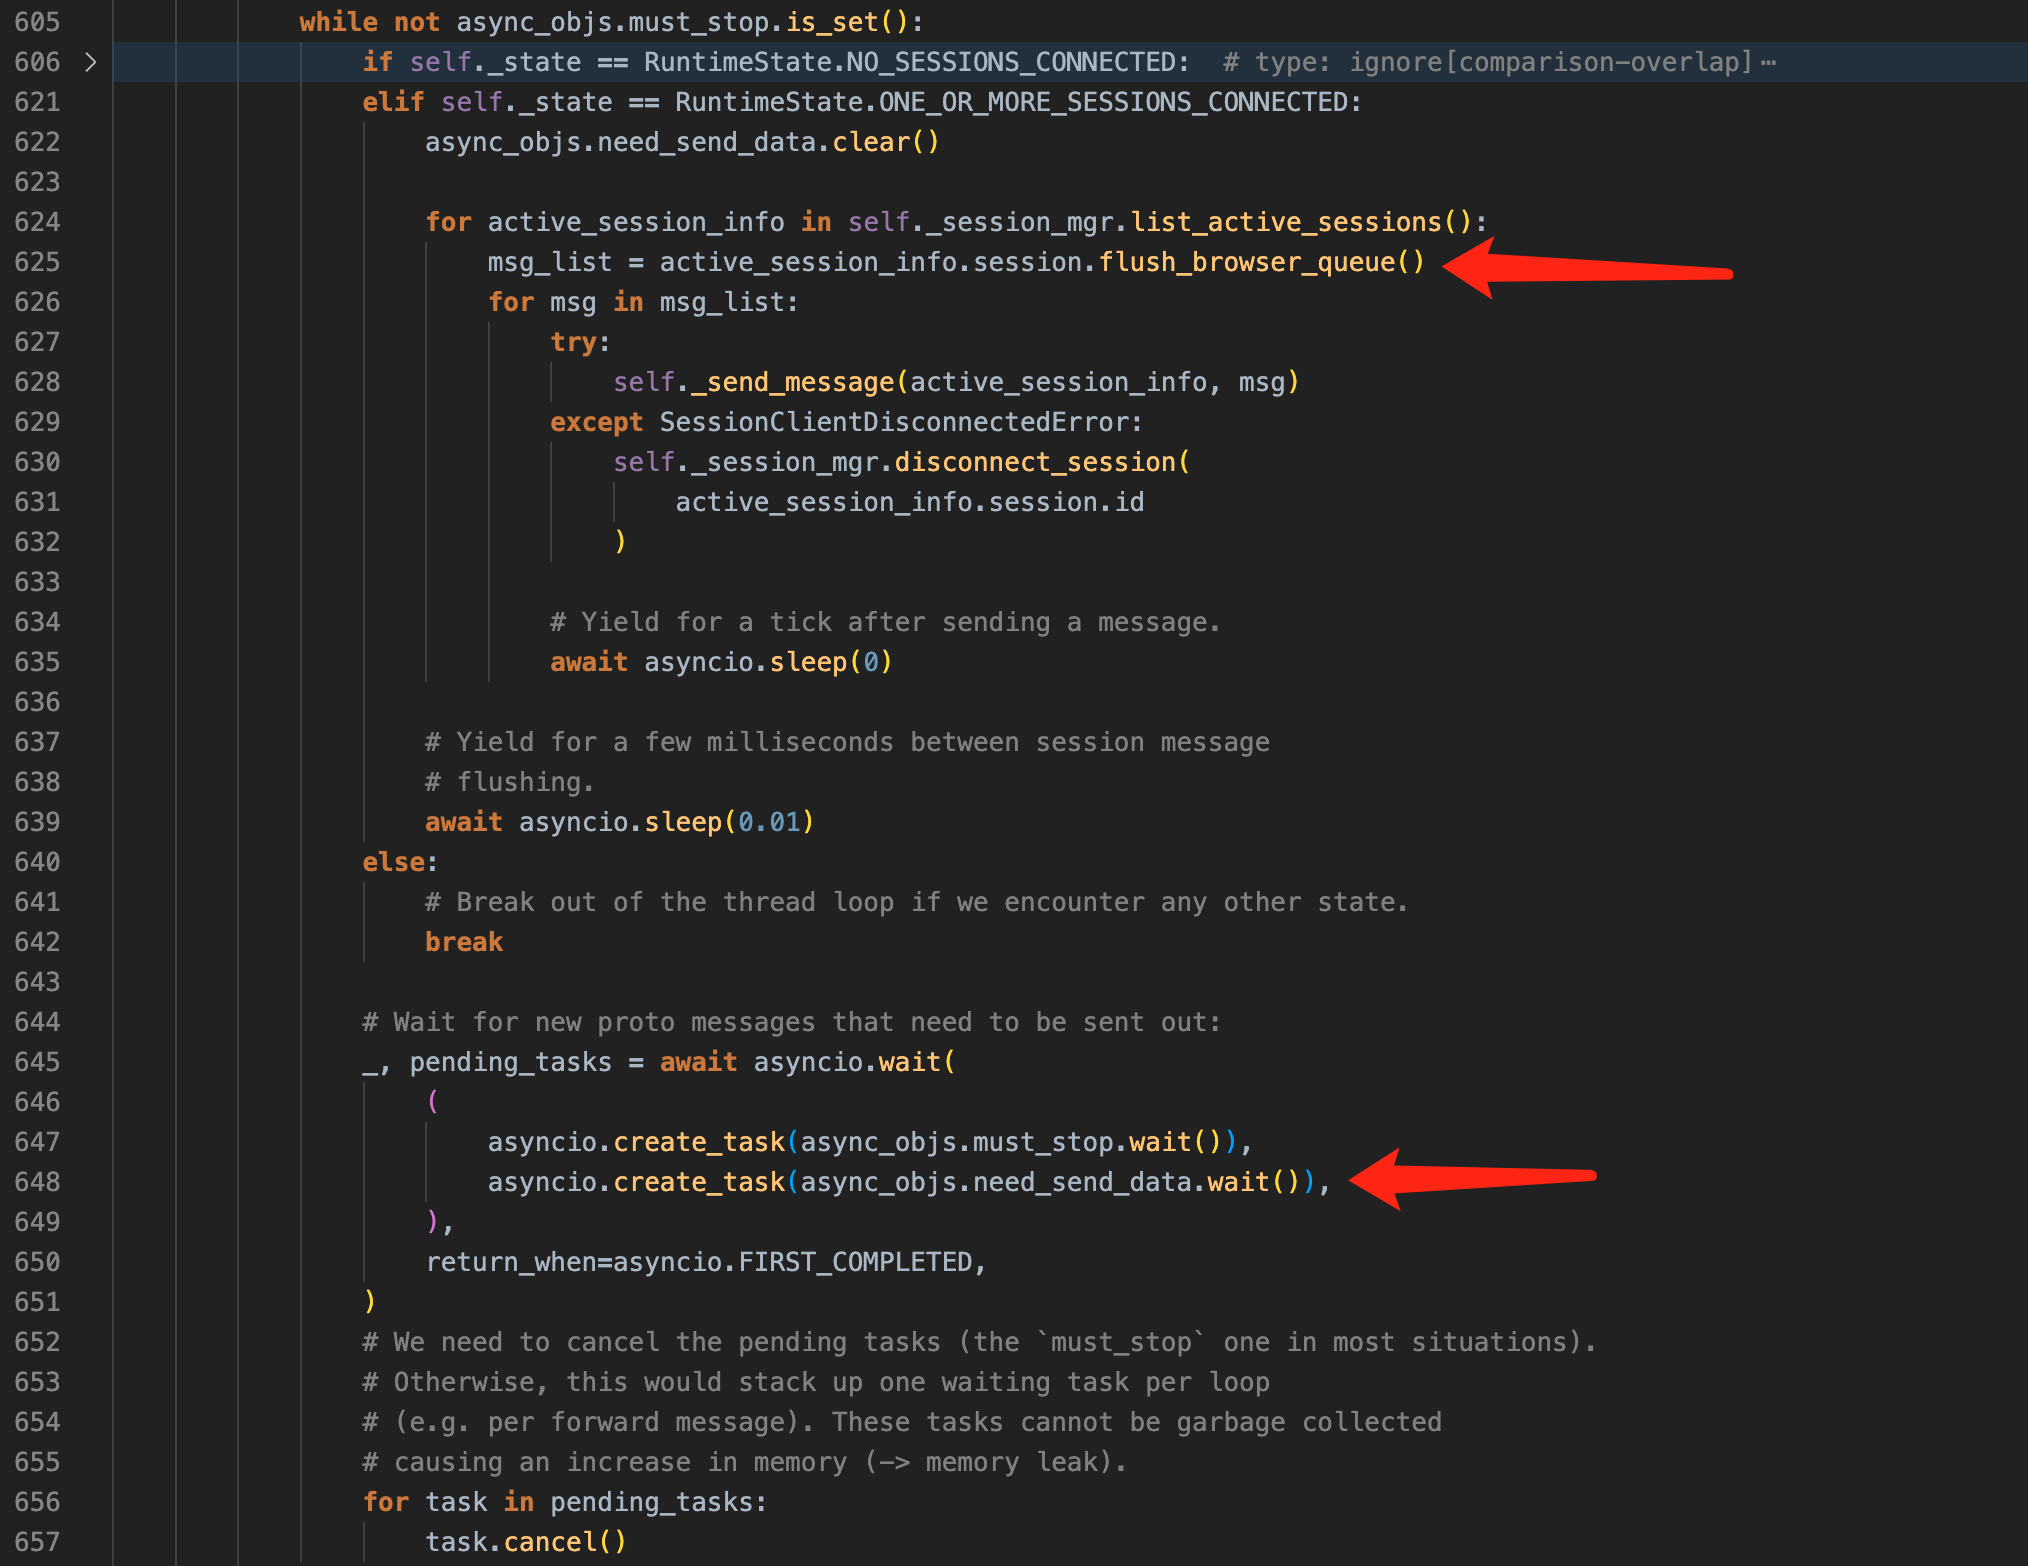 605 while not async_objs.must_stop.is_set():
606 if self._state == RuntimeState.NO_SESSIONS_CONNECTED:  # type: ignore[comparison-overlap]⋯
621 elif self._state == RuntimeState.ONE_OR_MORE_SESSIONS_CONNECTED:
622 async_objs.need_send_data.clear()
623
624 for active_session_info in self._session_mgr.list_active_sessions():
625 msg_list = active_session_info.session.flush_browser_queue()
626 for msg in msg_list:
627 try:
628 self._send_message(active_session_info, msg)
629 except SessionClientDisconnectedError:
630 self._session_mgr.disconnect_session(
631 active_session_info.session.id
632 )
633
634 # Yield for a tick after sending a message.
635 await asyncio.sleep(0)
636
637 # Yield for a few milliseconds between session message
638 # flushing.
639 await asyncio.sleep(0.01)
640 else:
641 # Break out of the thread loop if we encounter any other state.
642 break
643
644 # Wait for new proto messages that need to be sent out:
645 _, pending_tasks = await asyncio.wait(
646 (
647 asyncio.create_task(async_objs.must_stop.wait()),
648 asyncio.create_task(async_objs.need_send_data.wait()),
649 ),
650 return_when=asyncio.FIRST_COMPLETED,
651 )
652 # We need to cancel the pending tasks (the `must_stop` one in most situations).
653 # Otherwise, this would stack up one waiting task per loop
654 # (e.g. per forward message). These tasks cannot be garbage collected
655 # causing an increase in memory (-> memory leak).
656 for task in pending_tasks:
657 task.cancel()